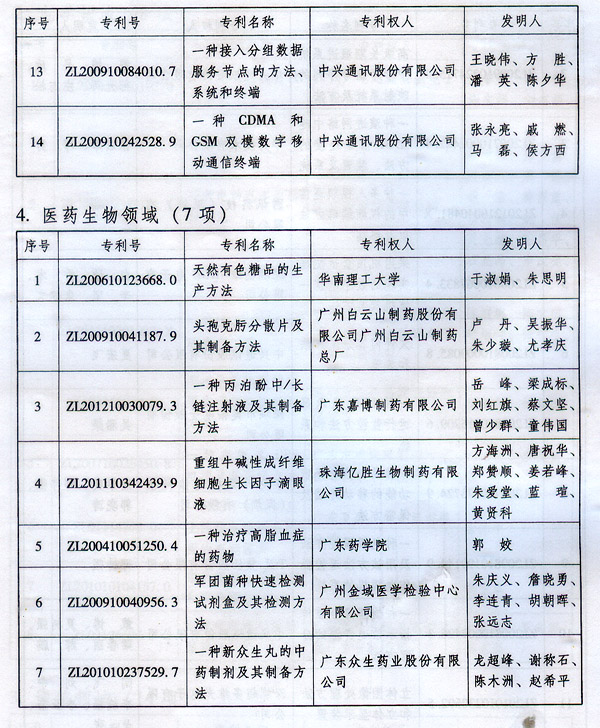 序号 专利号 专利名称 专利权人 发明人
13 ZL200910084010.7 一种接入分组数据服务节点的方法、系统和终端 中兴通讯股份有限公司 王晓伟、方 胜、潘 英、陈夕华
14 ZL200910242528.9 一种 CDMA 和 GSM 双模数字移动通信终端 中兴通讯股份有限公司 张永亮、戚 燃、马 磊、侯方西
4. 医药生物领域（7 项）
序号 专利号 专利名称 专利权人 发明人
1 ZL200610123668.0 天然有色糖品的生产方法 华南理工大学 于淑娟、朱思明
2 ZL200910041187.9 头孢克肟分散片及其制备方法 广州白云山制药股份有限公司广州白云山制药总厂 卢 丹、吴振华、朱少璇、尤孝庆
3 ZL201210030079.3 一种丙泊酚中/长链注射液及其制备方法 广东嘉博制药有限公司 岳 峰、梁成标、刘红旗、蔡文坚、曾少群、童伟国
4 ZL201110342439.9 重组牛碱性成纤维细胞生长因子滴眼液 珠海亿胜生物制药有限公司 方海洲、唐祝华、郑赞顺、姜若峰、朱爱堂、蓝 瑄、黄贤科
5 ZL200410051250.4 一种治疗高脂血症的药物 广东药学院 郭 姣
6 ZL200910040956.3 军团菌种快速检测试剂盒及其检测方法 广州金域医学检验中心有限公司 朱庆义、詹晓勇、李连青、胡朝晖、张远志
7 ZL201010237529.7 一种新众生丸的中药制剂及其制备方法 广东众生药业股份有限公司 龙超峰、谢称石、陈木洲、赵希平